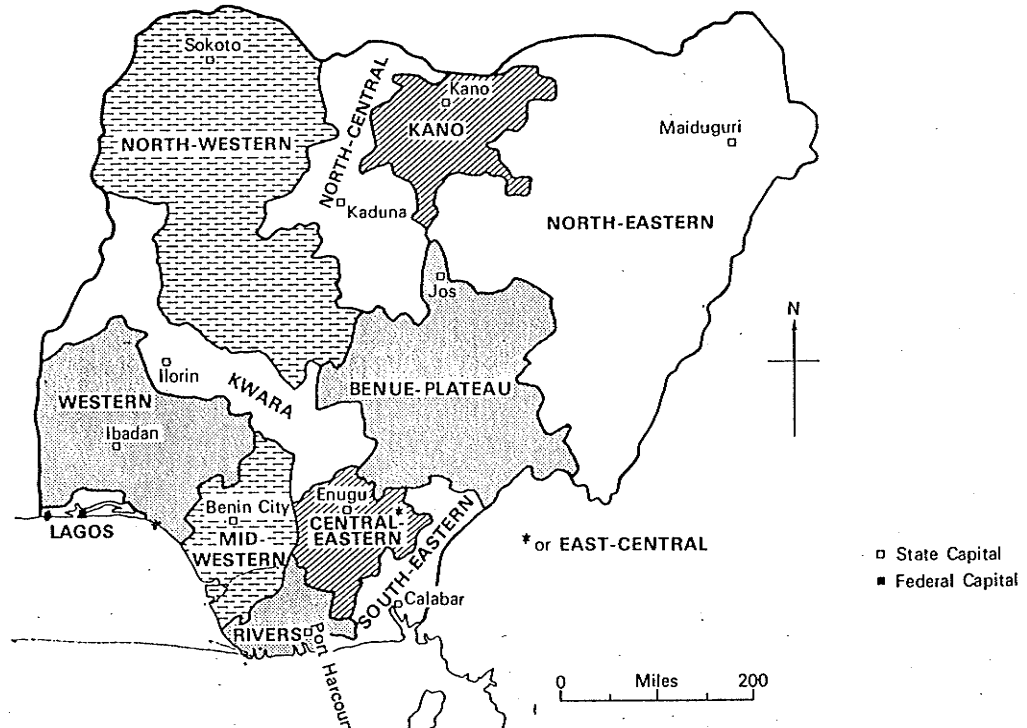 Sokoto
NORTH-WESTERN
NORTH-CENTRAL
Kano
KANO
Maiduguri
Kaduna
NORTH-EASTERN
Jos
N
Ilorin
KWARA
BENUE-PLATEAU
WESTERN
Ibadan
Enugu
Benin City
CENTRAL-*
EASTERN
MID-
WESTERN
SOUTH-EASTERN
LAGOS
* or EAST-CENTRAL
State Capital
Federal Capital
Calabar
RIVERS
Port Harcour
0 Miles 200